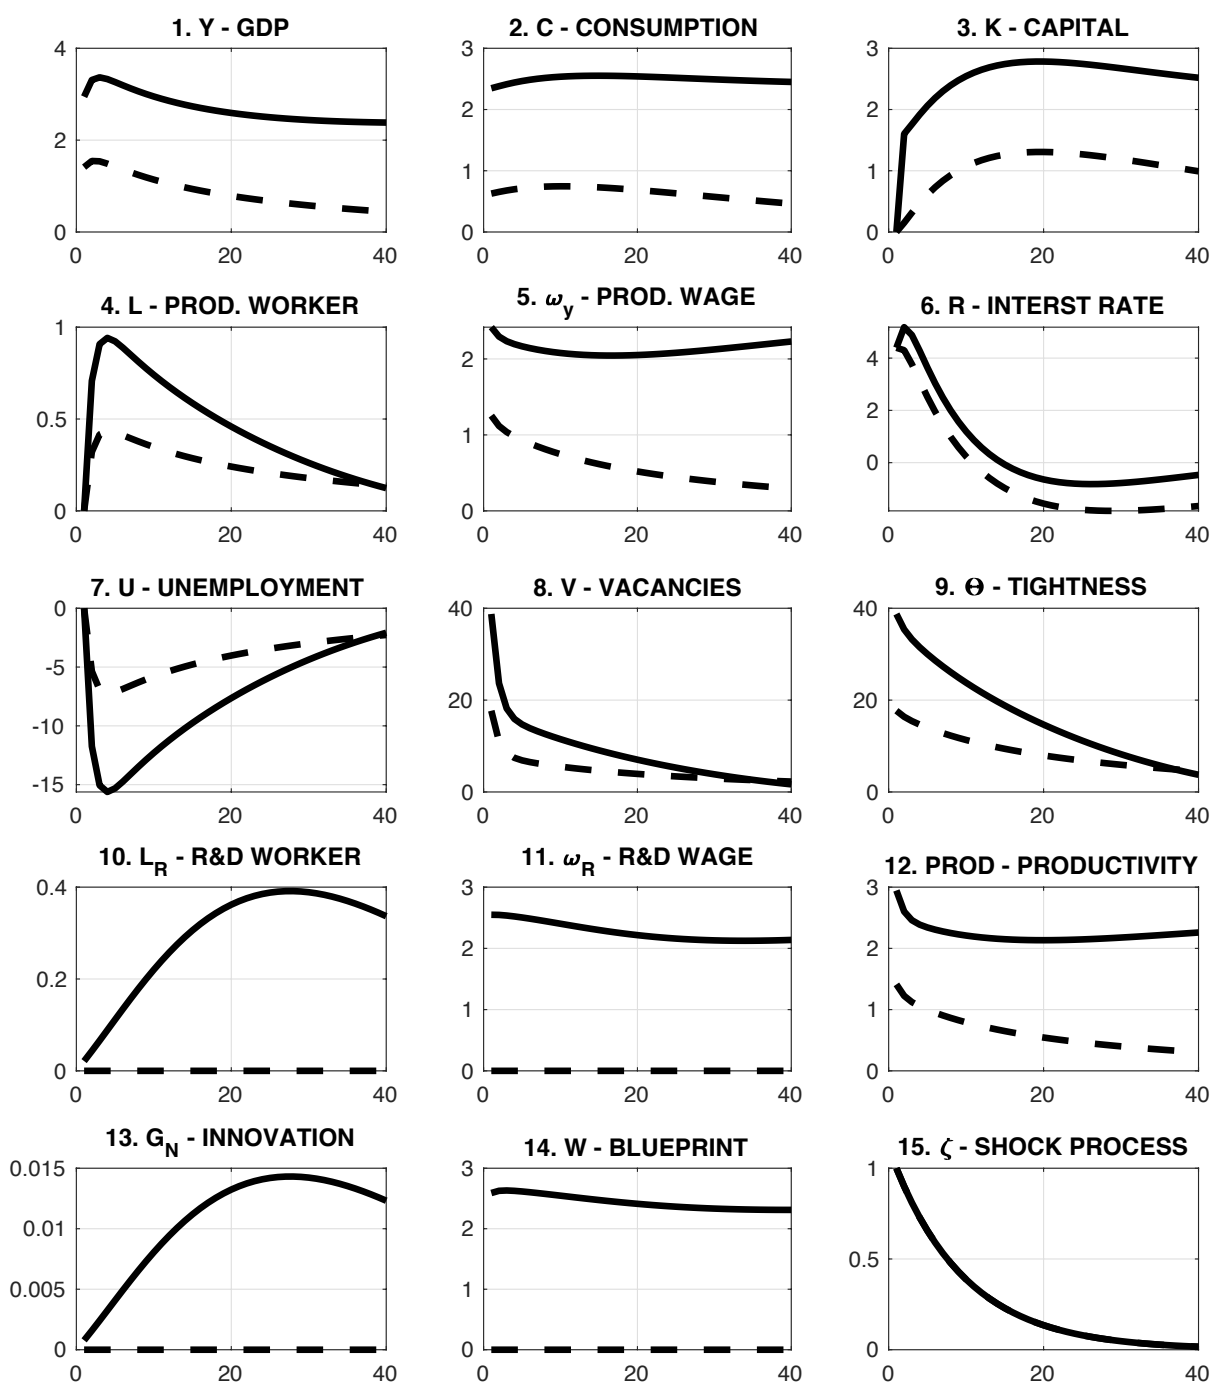 1. Y - GDP
4
2
0
0 20 40
2. C - CONSUMPTION
3
2
1
0
0 20 40
3. K - CAPITAL
3
2
1
0
0 20 40
4. L - PROD. WORKER
1
0.5
0
0 20 40
5. ω_y - PROD. WAGE
2
1
0
0 20 40
6. R - INTERST RATE
4
2
0
0 20 40
7. U - UNEMPLOYMENT
0
-5
-10
-15
0 20 40
8. V - VACANCIES
40
20
0
0 20 40
9. Θ - TIGHTNESS
40
20
0
0 20 40
10. L_R - R&D WORKER
0.4
0.2
0
0 20 40
11. ω_R - R&D WAGE
3
2
1
0
0 20 40
12. PROD - PRODUCTIVITY
3
2
1
0
0 20 40
13. G_N - INNOVATION
0.015
0.01
0.005
0
0 20 40
14. W - BLUEPRINT
3
2
1
0
0 20 40
15. ζ - SHOCK PROCESS
1
0.5
0
0 20 40